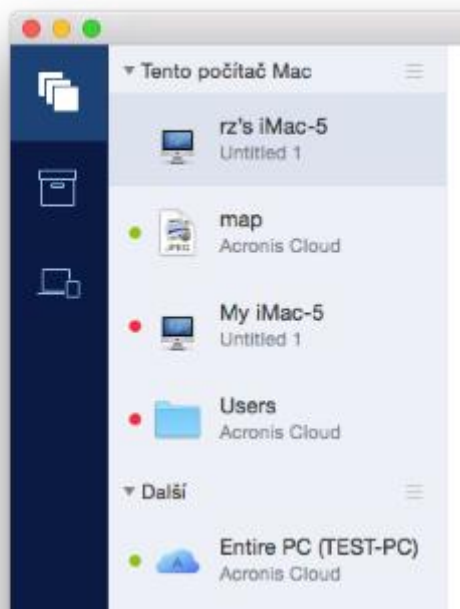 Tento počítač Mac
rz's iMac-5
Untitled 1
JPEG
map
Acronis Cloud
My iMac-5
Untitled 1
Users
Acronis Cloud
Další
Entire PC (TEST-PC)
Acronis Cloud